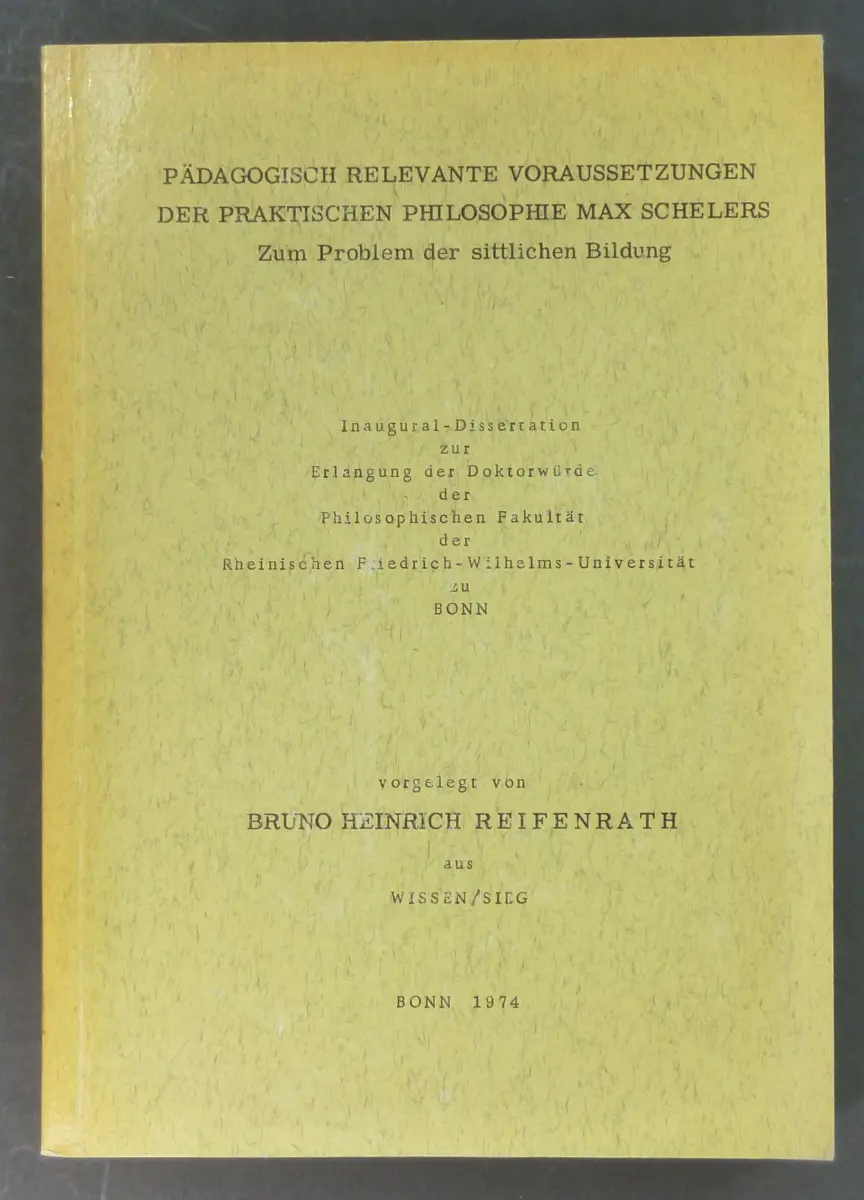 PÄDAGOGISCH RELEVANTE VORAUSSETZUNGEN
DER PRAKTISCHEN PHILOSOPHIE MAX SCHELERS
Zum Problem der sittlichen Bildung
Inaugural-Dissertation
zur
Erlangung der Doktorwürde
der
Philosophischen Fakultät
der
Rheinischen Friedrich-Wilhelms-Universität
zu
BONN
vorgelegt von
BRUNO HEINRICH REIFENRATH
aus
WISSEN/SIEG
BONN 1974